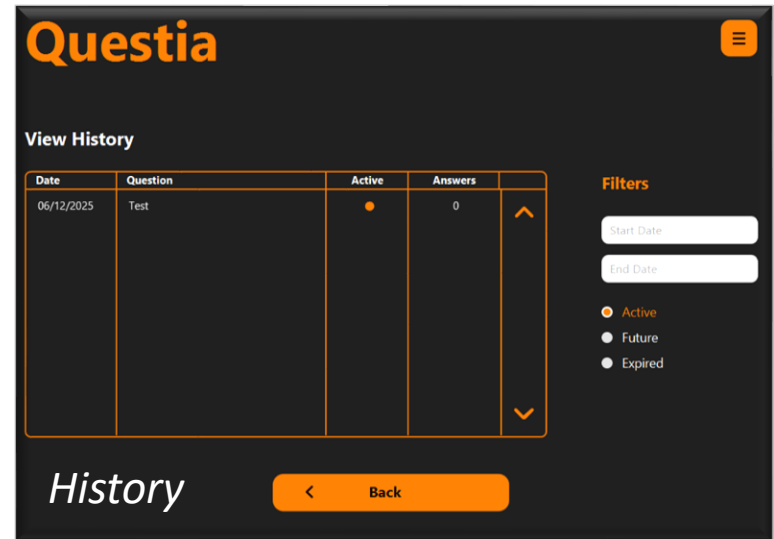 Questia
View History
Date Question Active Answers
06/12/2025 Test 0
Filters
Start Date
End Date
Active
Future
Expired
History
Back